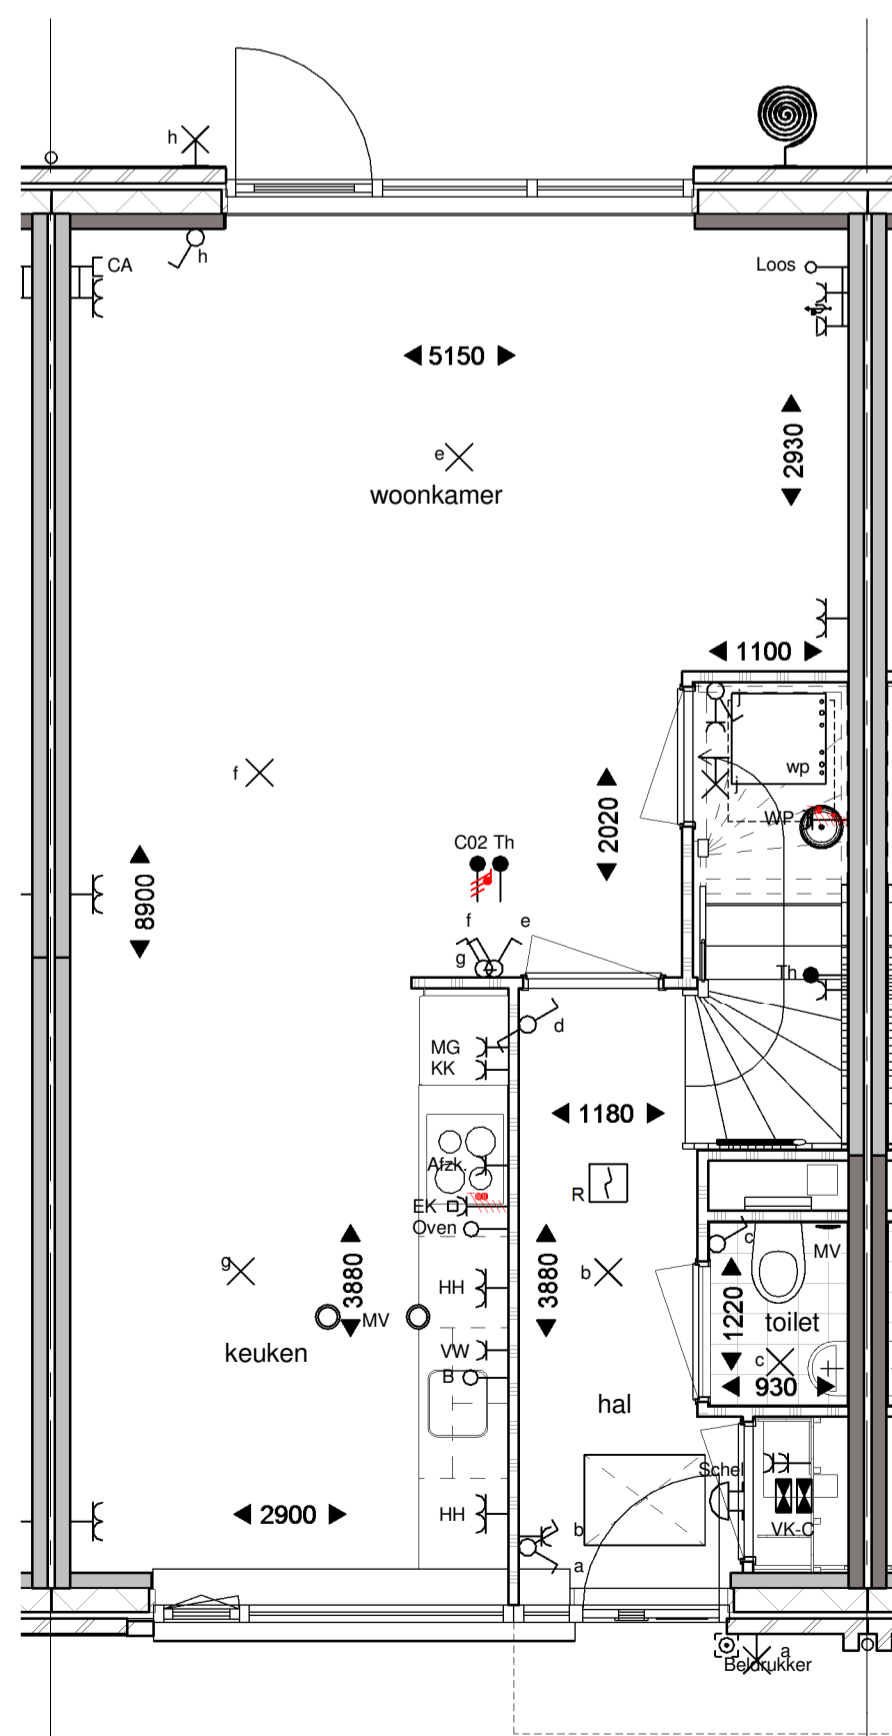 h
h
CA
Loos
5150
2930
e
woonkamer
1100
j
wp
j
WP
f
2020
C02 Th
8900
f e
g
Th
d
MG
KK
1180
Afzk.
R
EK
Oven
c
MV
g
b
3880
3880
HH
1220
toilet
MV
keuken
VW
c
B
930
hal
Schel
2900
HH
b
VK-C
a
a
Beldrukker